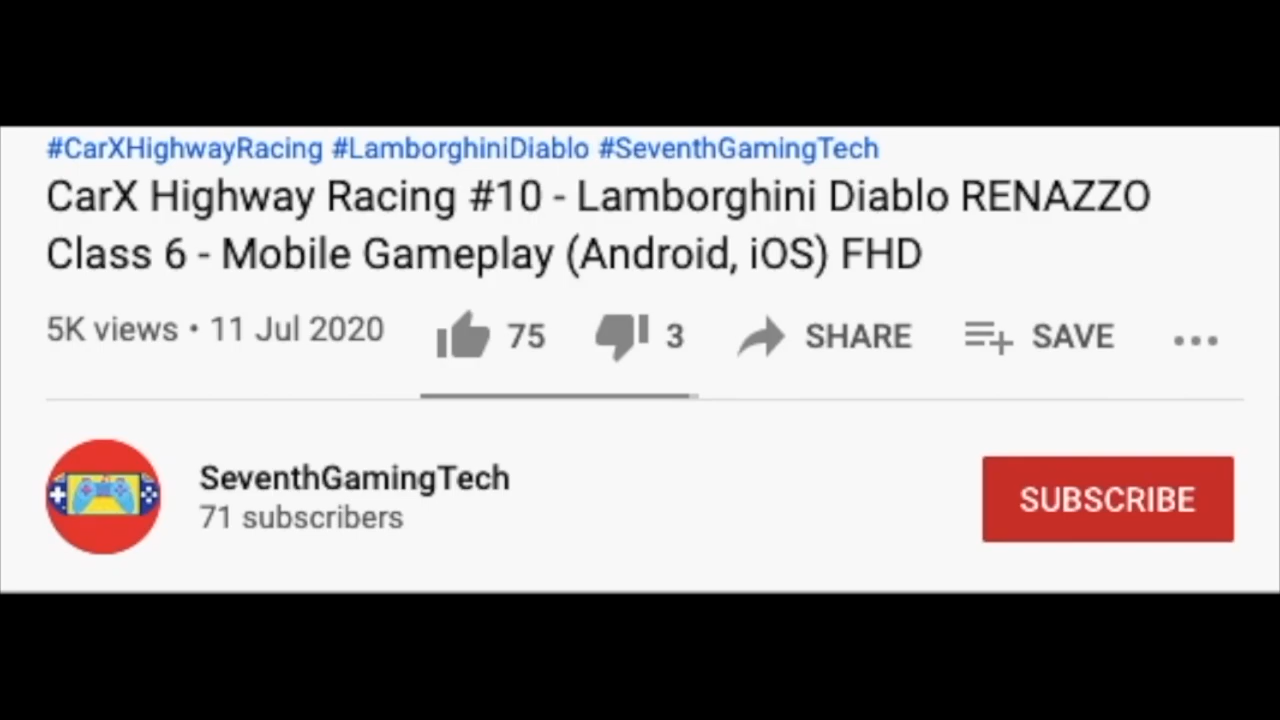 #CarXHighwayRacing #LamborghiniDiablo #SeventhGamingTech
CarX Highway Racing #10 - Lamborghini Diablo RENAZZO
Class 6 - Mobile Gameplay (Android, iOS) FHD
5K views • 11 Jul 2020 75 3 SHARE SAVE
SeventhGamingTech
71 subscribers
SUBSCRIBE